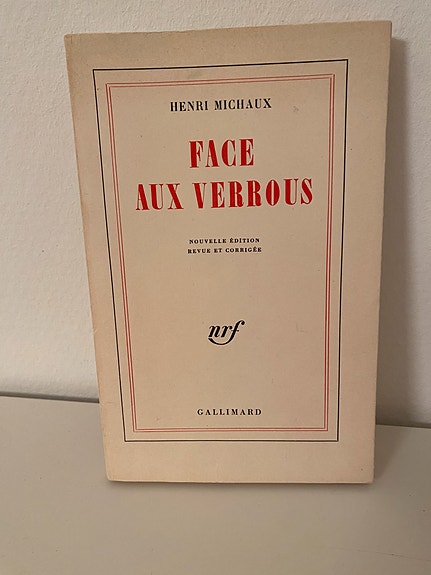 HENRI MICHAUX
FACE
AUX VERROUS
NOUVELLE ÉDITION
REVUE ET CORRIGÉE
nrf
GALLIMARD